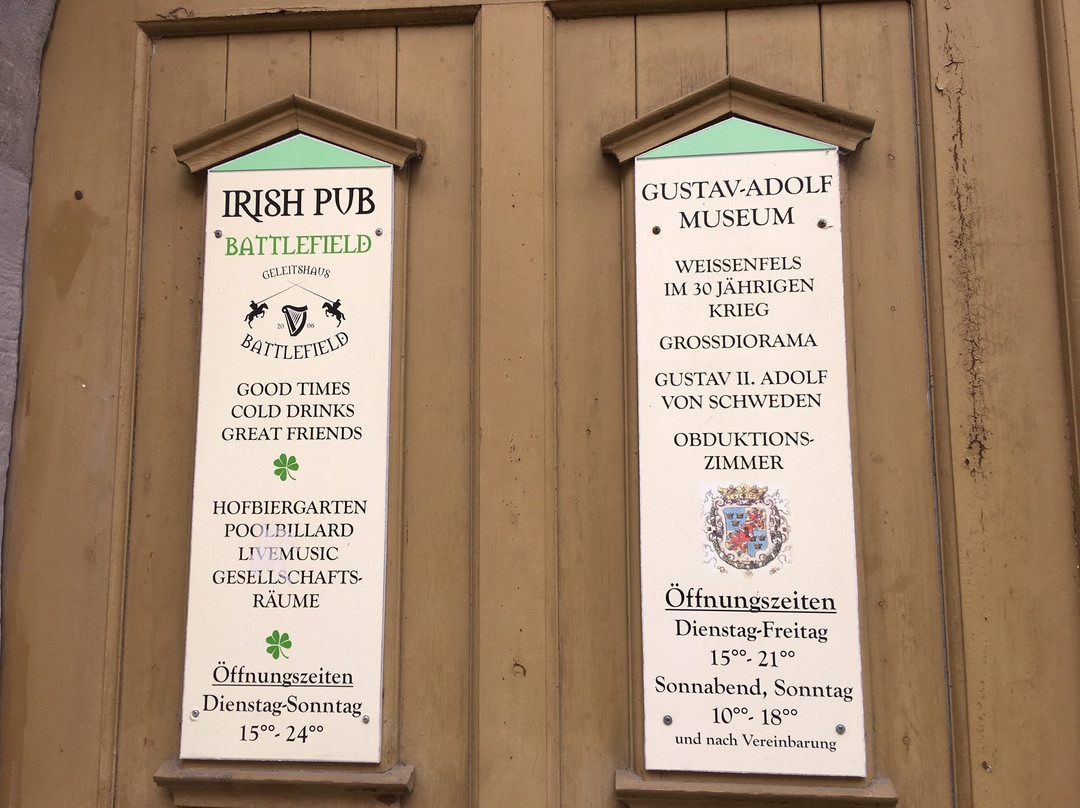 IRISH PUB
BATTLEFIELD
GELEITSHAUS
20 06
BATTLEFIELD
GOOD TIMES
COLD DRINKS
GREAT FRIENDS
HOFBIERGARTEN
POOLBILLARD
LIVEMUSIC
GESELLSCHAFTS-
RÄUME
Öffnungszeiten
Dienstag-Sonntag
15°°- 24°°
GUSTAV-ADOLF
MUSEUM
WEISSENFELS
IM 30 JÄHRIGEN
KRIEG
GROSSDIORAMA
GUSTAV II. ADOLF
VON SCHWEDEN
OBDUKTIONS-
ZIMMER
Öffnungszeiten
Dienstag-Freitag
15°°- 21°°
Sonnabend, Sonntag
10°°- 18°°
und nach Vereinbarung